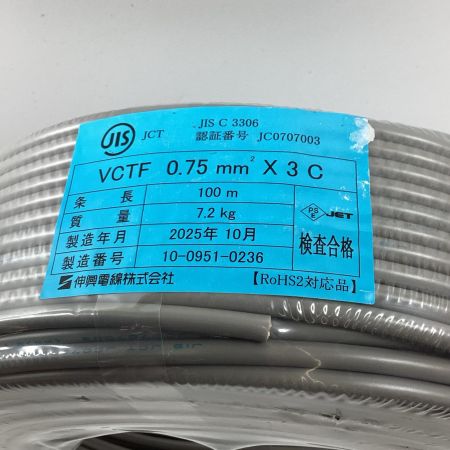 JIS C 3306
JIS JCT 認証番号 JC0707003
VCTF 0.75 mm² X 3 C
条長 100 m
質量 7.2 kg
PS E JET
製造年月 2025年 10月
検査合格
製造番号 10-0951-0236
伸興電線株式会社 【RoHS2対応品】